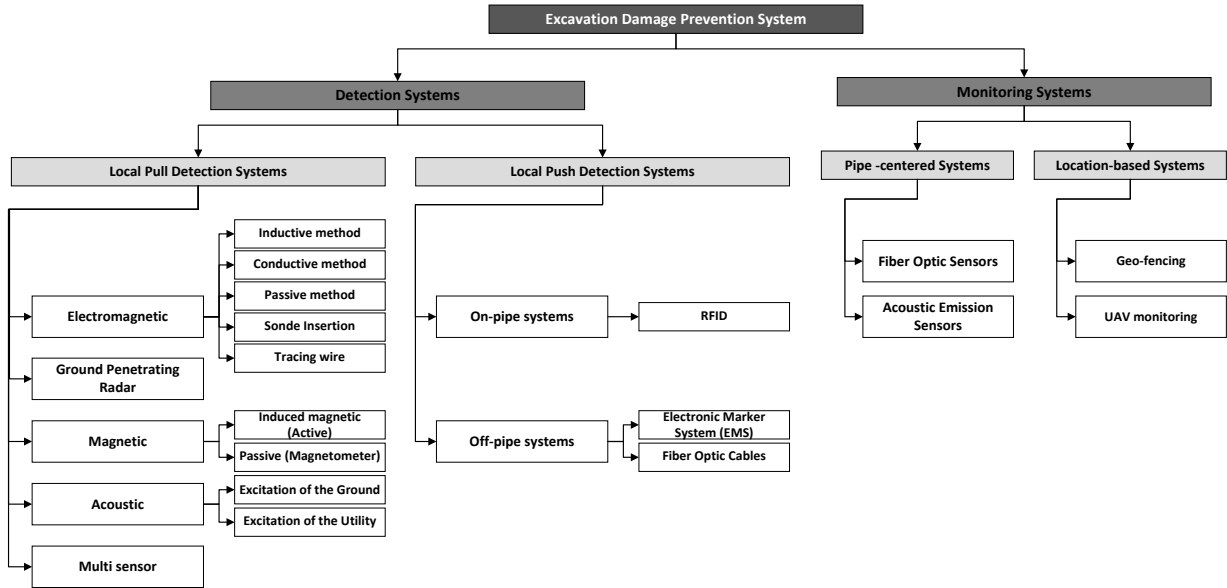 Excavation Damage Prevention System
Detection Systems
Monitoring Systems
Local Pull Detection Systems
Local Push Detection Systems
Pipe -centered Systems
Location-based Systems
Inductive method
Conductive method
Passive method
Sonde Insertion
Tracing wire
Electromagnetic
Ground Penetrating
Radar
Magnetic
Induced magnetic
(Active)
Passive (Magnetometer)
Acoustic
Excitation of the Ground
Excitation of the Utility
Multi sensor
On-pipe systems
RFID
Off-pipe systems
Electronic Marker
System (EMS)
Fiber Optic Cables
Fiber Optic Sensors
Acoustic Emission
Sensors
Geo-fencing
UAV monitoring